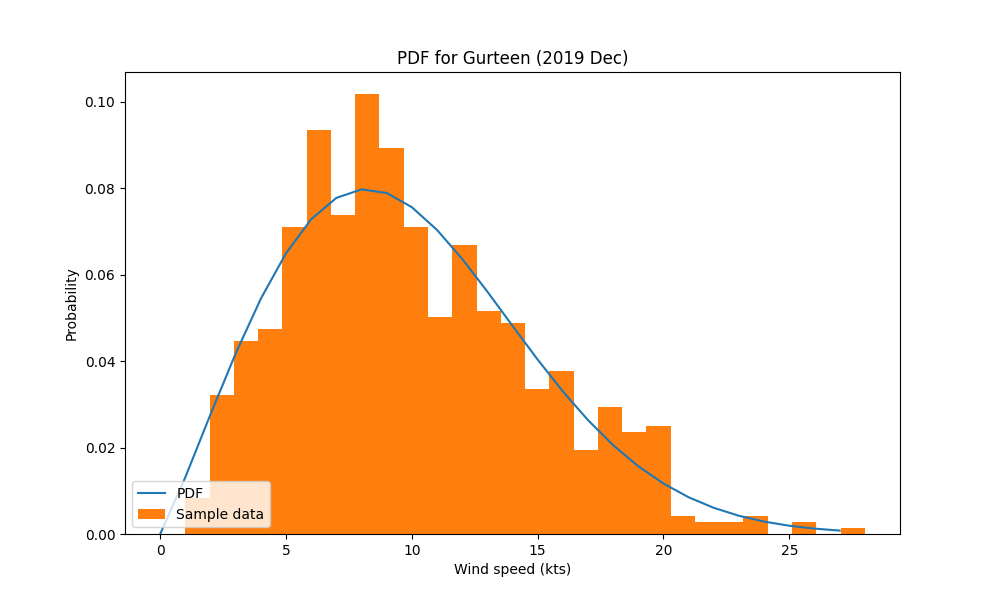 PDF for Gurteen (2019 Dec)
0.10
0.08
0.06
0.04
0.02
0.00
Probability
PDF
Sample data
0 5 10 15 20 25
Wind speed (kts)